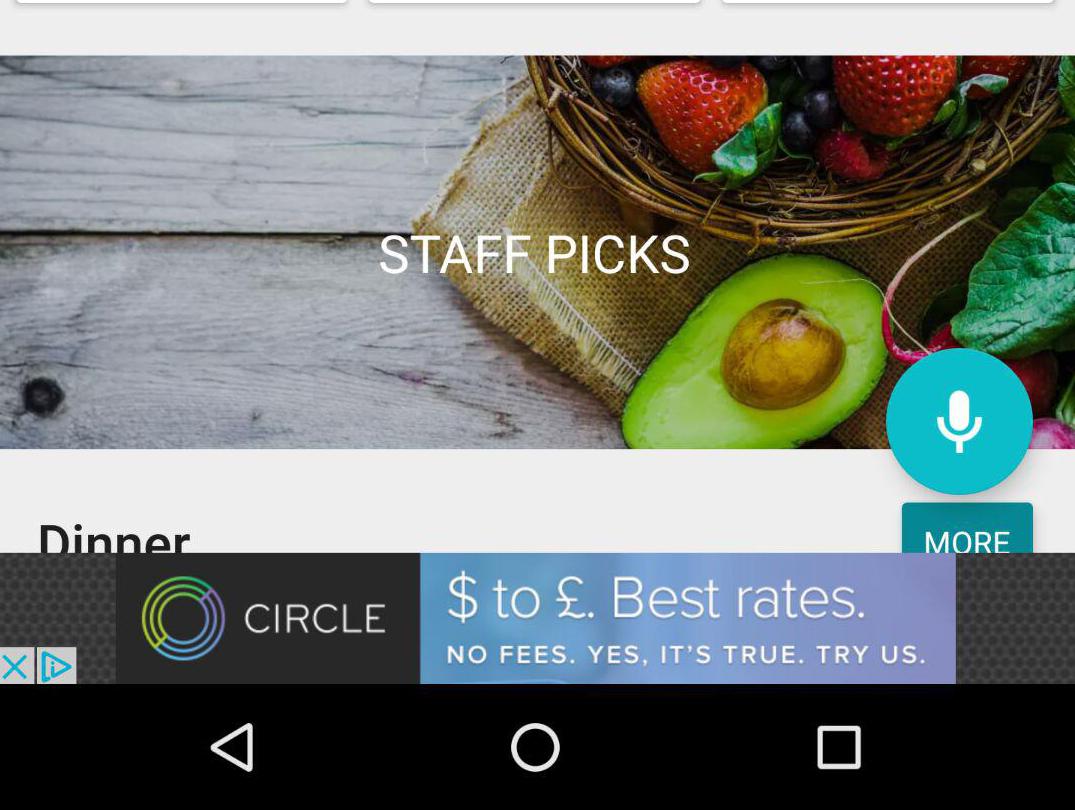 STAFF PICKS
Dinner
MORE
CIRCLE
$ to £. Best rates.
NO FEES. YES, IT'S TRUE. TRY US.